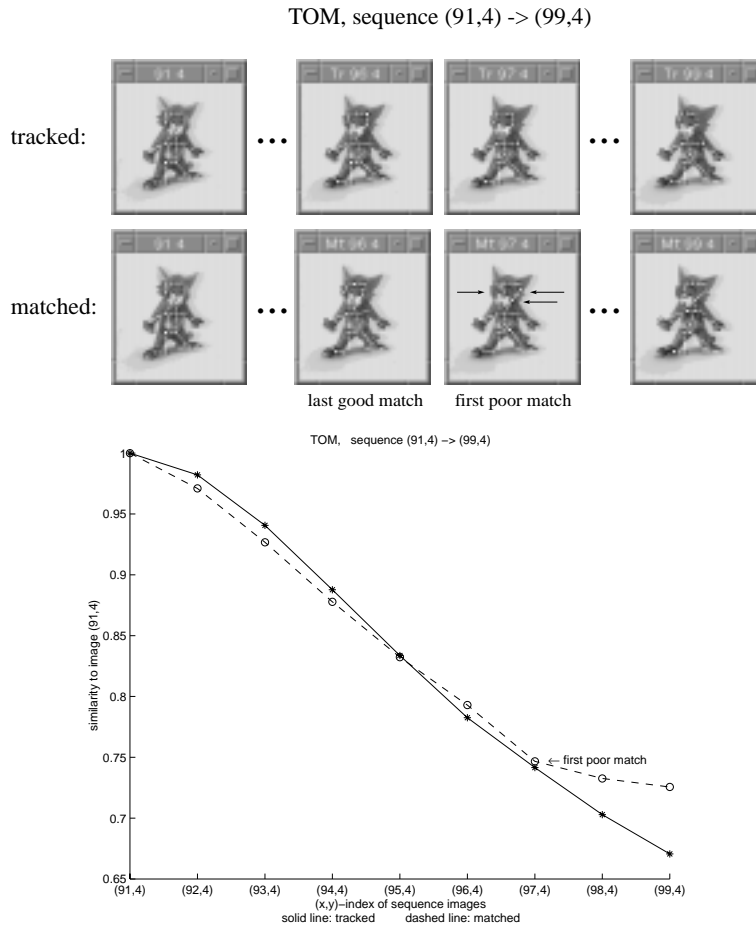 TOM, sequence (91,4) -> (99,4)
91 4 Tr 96 4 Tr 97 4 Tr 99 4
tracked: ... ...
91 4 Mt 96 4 Mt 97 4 Mt 99 4
matched: ... ...
last good match first poor match
TOM, sequence (91,4) −> (99,4)
1
0.95
0.9
0.85
0.8
0.75
0.7
0.65
similarity to image (91,4)
← first poor match
(91,4) (92,4) (93,4) (94,4) (95,4) (96,4) (97,4) (98,4) (99,4)
(x,y)−index of sequence images
solid line: tracked dashed line: matched